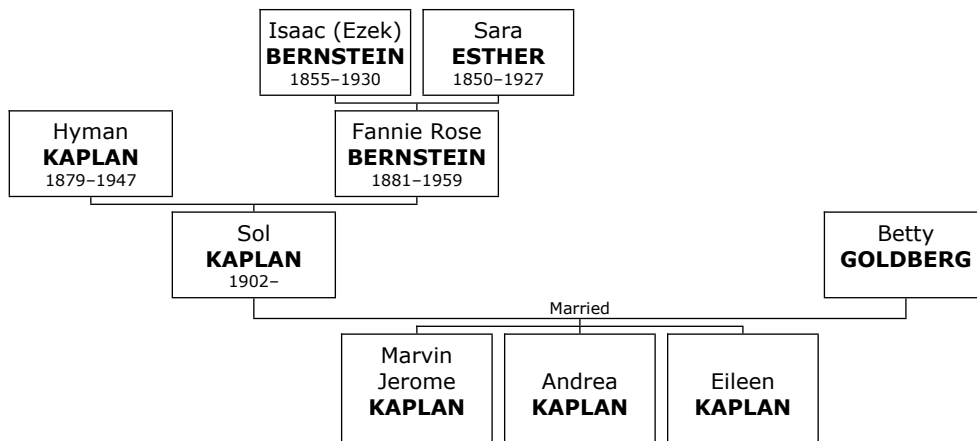 Isaac (Ezek)
BERNSTEIN
1855–1930
Sara
ESTHER
1850–1927
Hyman
KAPLAN
1879–1947
Fannie Rose
BERNSTEIN
1881–1959
Sol
KAPLAN
1902–
Betty
GOLDBERG
Married
Marvin
Jerome
KAPLAN
Andrea
KAPLAN
Eileen
KAPLAN